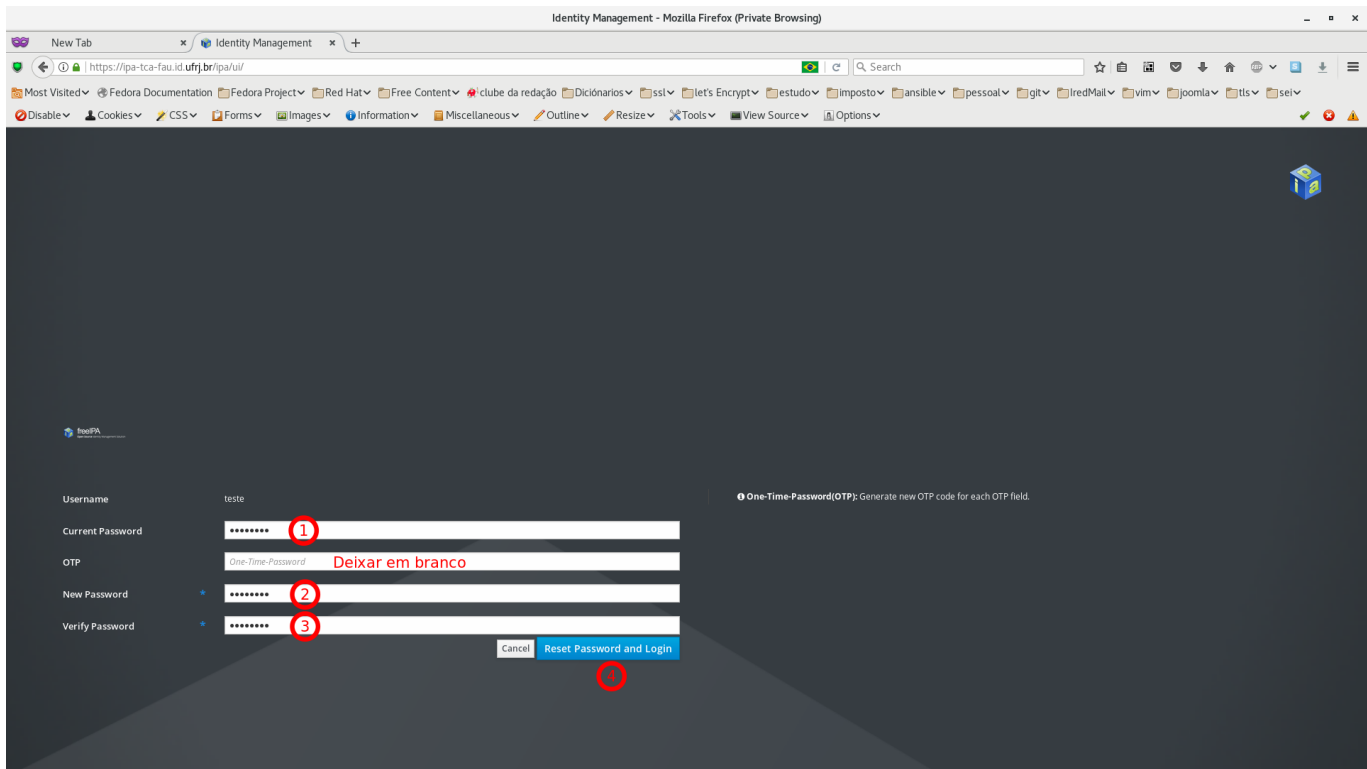 Identity Management - Mozilla Firefox (Private Browsing)
New Tab
Identity Management
https://ipa-tca-fau.id.ufrj.br/ipa/ui/
Search
Most Visited Fedora Documentation Fedora Project Red Hat Free Content clube da redação Diciónarios ssl let's Encrypt estudo imposto ansible pessoal git IredMail vim joomla tls sei
Disable Cookies CSS Forms Images Information Miscellaneous Outline Resize Tools View Source Options
ipa
freeIPA
Username teste
One-Time-Password(OTP): Generate new OTP code for each OTP field.
Current Password •••••••• 1
OTP One-Time-Password Deixar em branco
New Password * •••••••• 2
Verify Password * •••••••• 3
Cancel Reset Password and Login
4